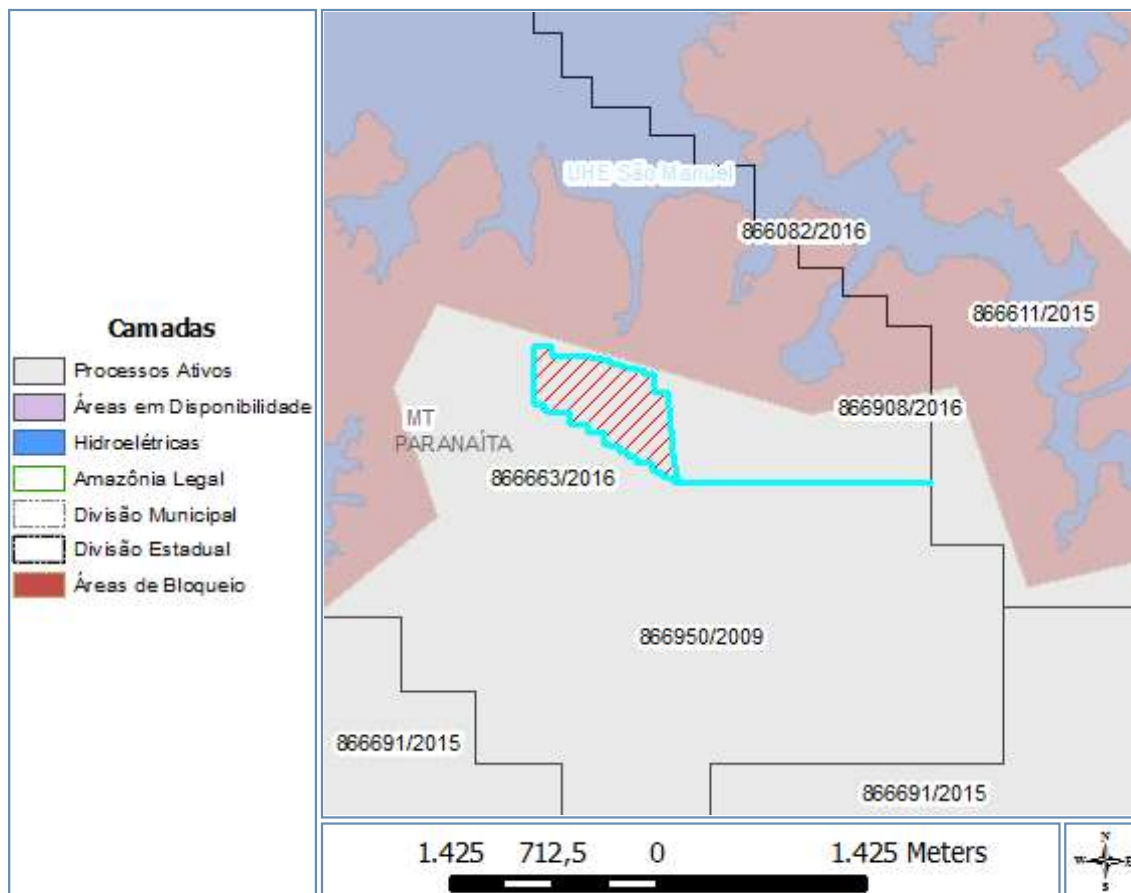 Camadas
Processos Ativos
Áreas em Disponibilidade
Hidroelétricas
Amazônia Legal
Divisão Municipal
Divisão Estadual
Áreas de Bloqueio
UHE São Manuel
866082/2016
866611/2015
866908/2016
MT
PARANAÍTA
866663/2016
866950/2009
866691/2015
866691/2015
1.425 712,5 0 1.425 Meters
N
W E
S